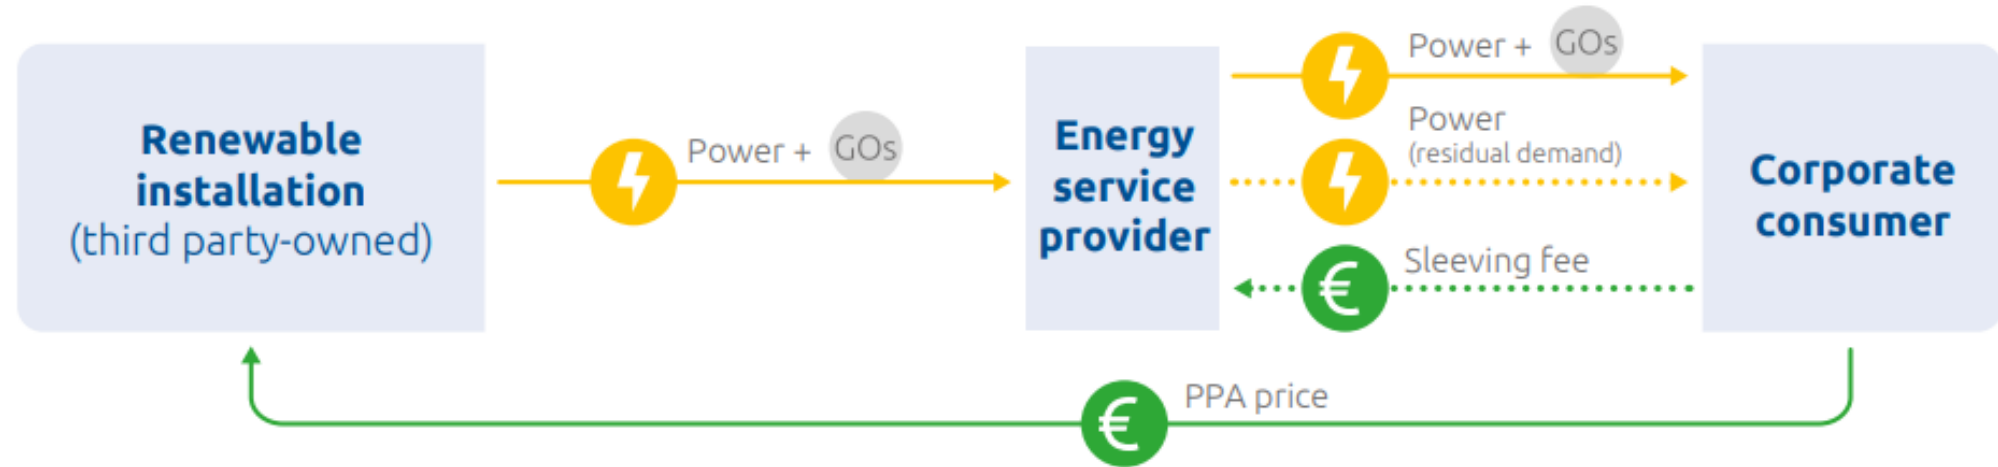 Renewable
installation
(third party-owned)
Power + GOs
Energy
service
provider
Power + GOs
Power
(residual demand)
Sleeving fee
€
Corporate
consumer
PPA price
€